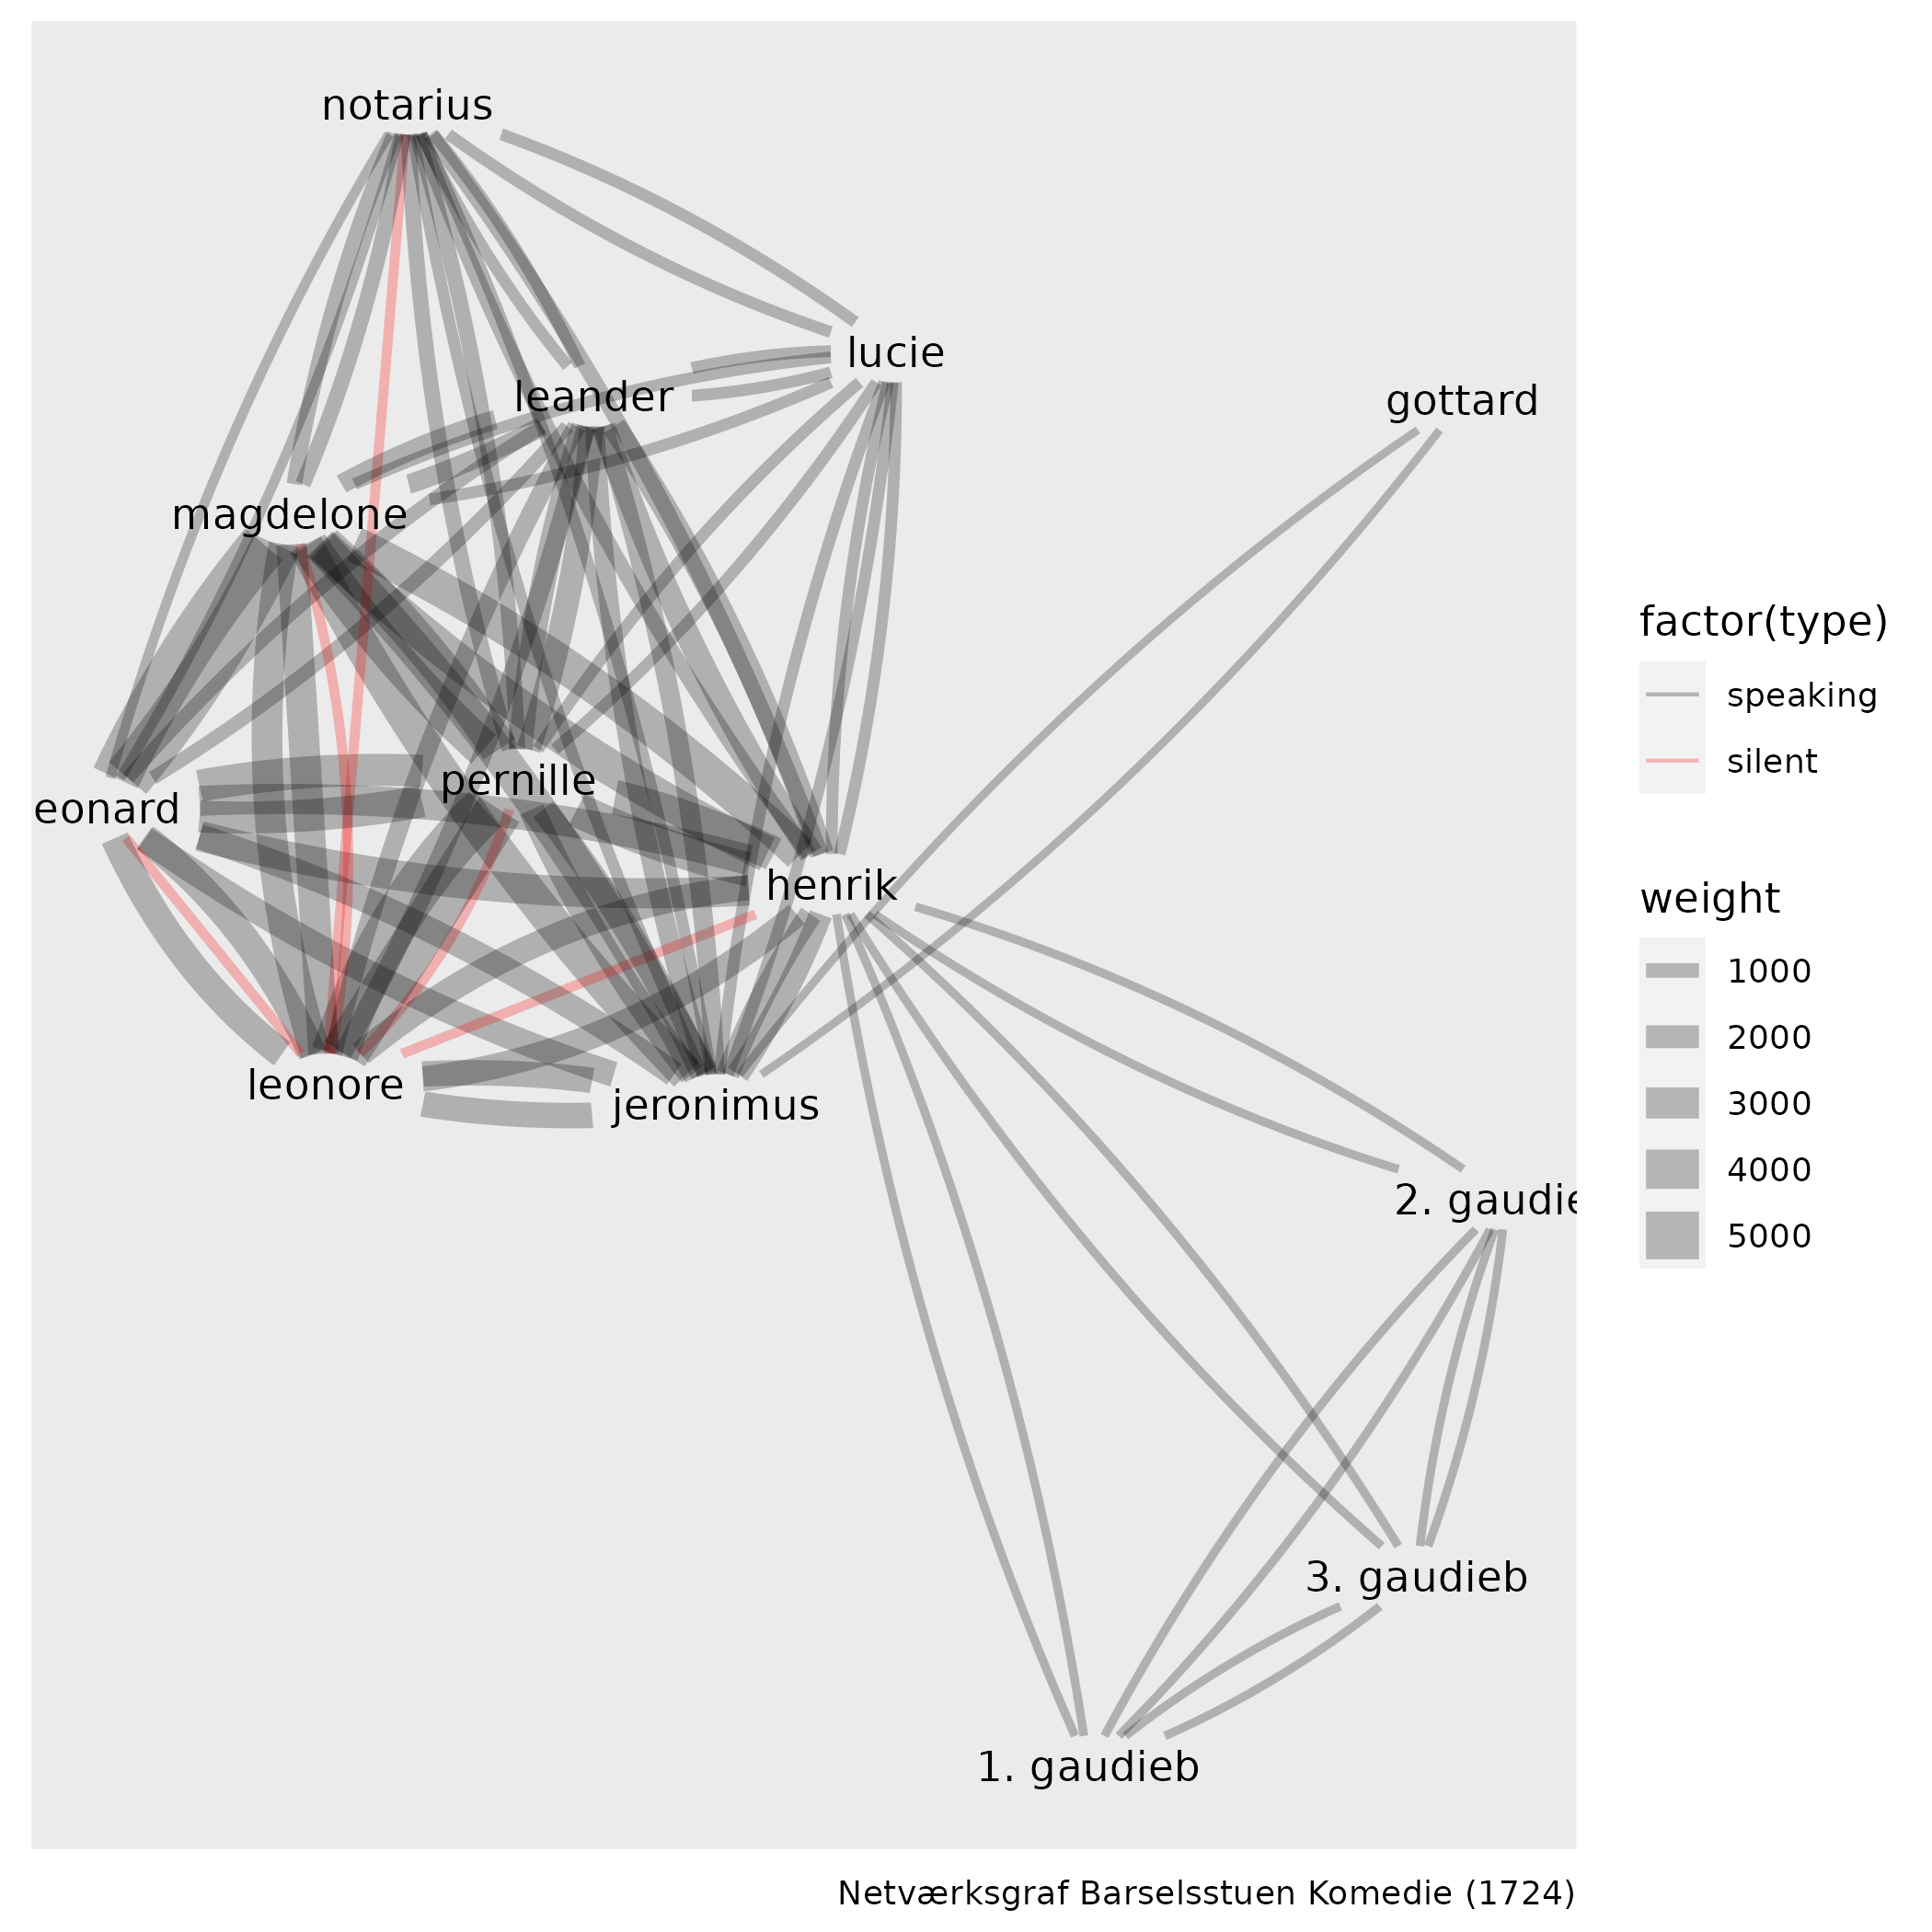 notarius
lucie
leander
gottard
magdelone
pernille
eonard
henrik
leonore
jeronimus
2. gaudie
3. gaudieb
1. gaudieb
factor(type)
speaking
silent
weight
1000
2000
3000
4000
5000
Netværksgraf Barselsstuen Komedie (1724)